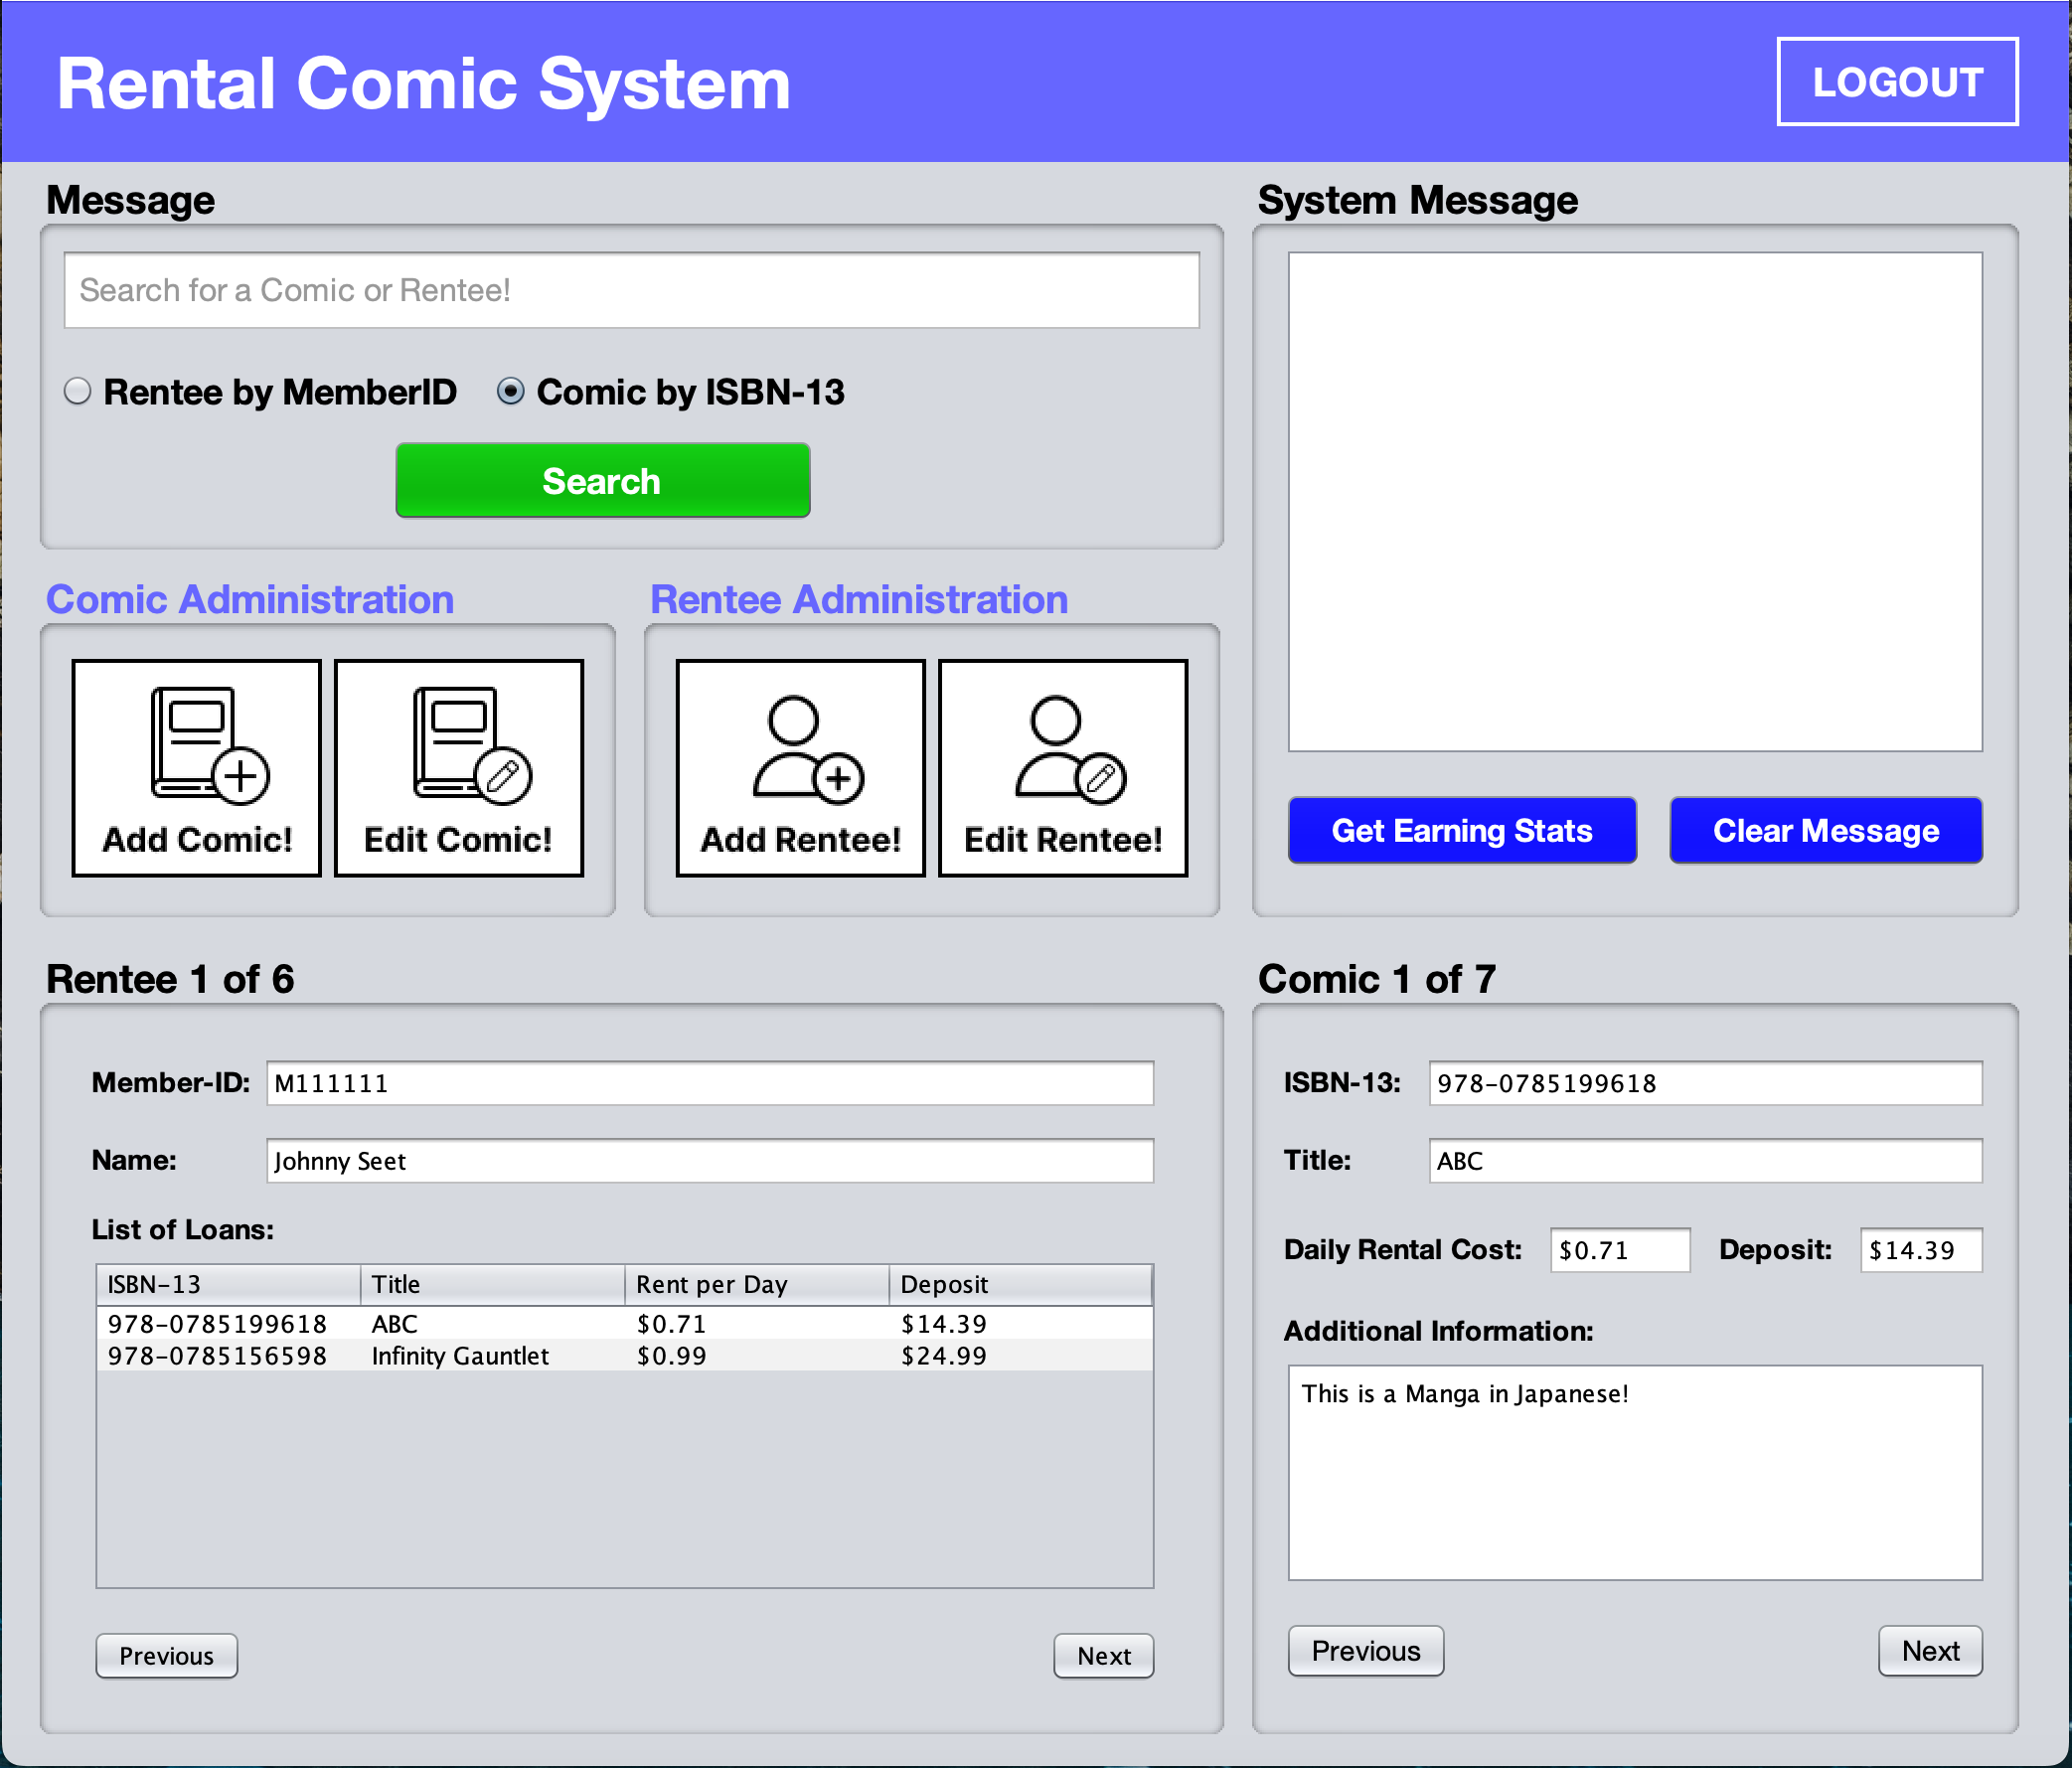 Rental Comic System
LOGOUT
Message
Search for a Comic or Rentee!
Rentee by MemberID
Comic by ISBN-13
Search
System Message
Get Earning Stats
Clear Message
Comic Administration
Add Comic!
Edit Comic!
Rentee Administration
Add Rentee!
Edit Rentee!
Rentee 1 of 6
Member-ID: M111111
Name: Johnny Seet
List of Loans:
ISBN-13 Title Rent per Day Deposit
978-0785199618 ABC $0.71 $14.39
978-0785156598 Infinity Gauntlet $0.99 $24.99
Previous
Next
Comic 1 of 7
ISBN-13: 978-0785199618
Title: ABC
Daily Rental Cost: $0.71 Deposit: $14.39
Additional Information:
This is a Manga in Japanese!
Previous
Next